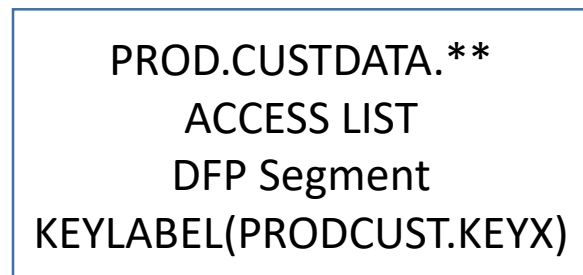 PROD.CUSTDATA.**
ACCESS LIST
DFP Segment
KEYLABEL(PRODCUST.KEYX)